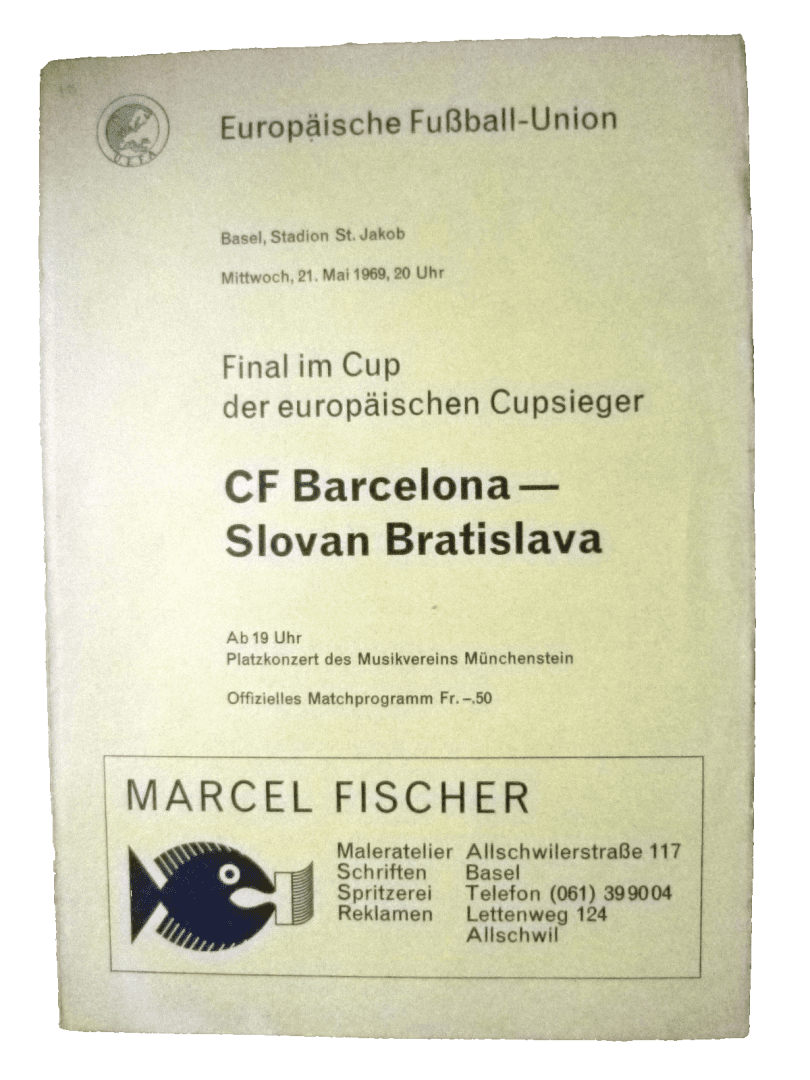 UEFA
Europäische Fußball-Union
Basel, Stadion St. Jakob
Mittwoch, 21. Mai 1969, 20 Uhr
Final im Cup
der europäischen Cupsieger
CF Barcelona —
Slovan Bratislava
Ab 19 Uhr
Platzkonzert des Musikvereins Münchenstein
Offizielles Matchprogramm Fr. –.50
MARCEL FISCHER
Maleratelier Allschwilerstraße 117
Schriften Basel
Spritzerei Telefon (061) 39 90 04
Reklamen Lettenweg 124
Allschwil